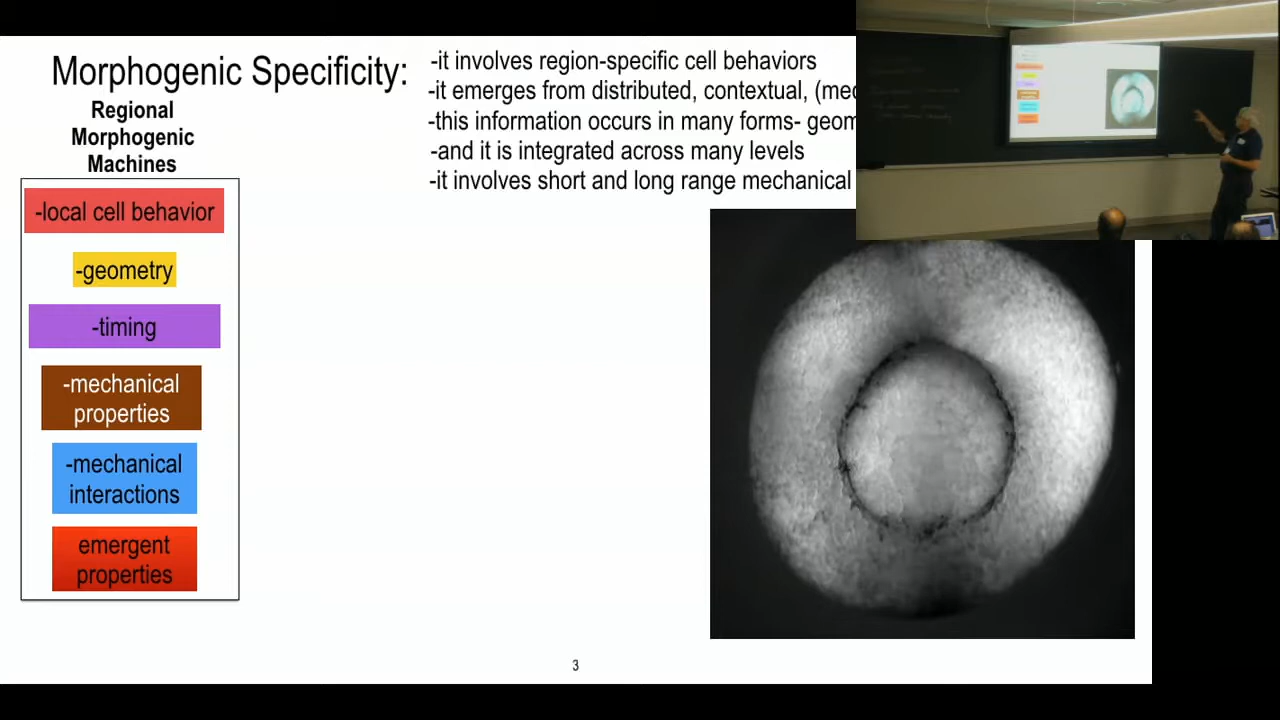 Morphogenic Specificity:
-it involves region-specific cell behaviors
-it emerges from distributed, contextual,
-this information occurs in many forms-
-and it is integrated across many levels
-it involves short and long range mechanical
Regional
Morphogenic
Machines
-local cell behavior
-geometry
-timing
-mechanical
properties
-mechanical
interactions
emergent
properties
3